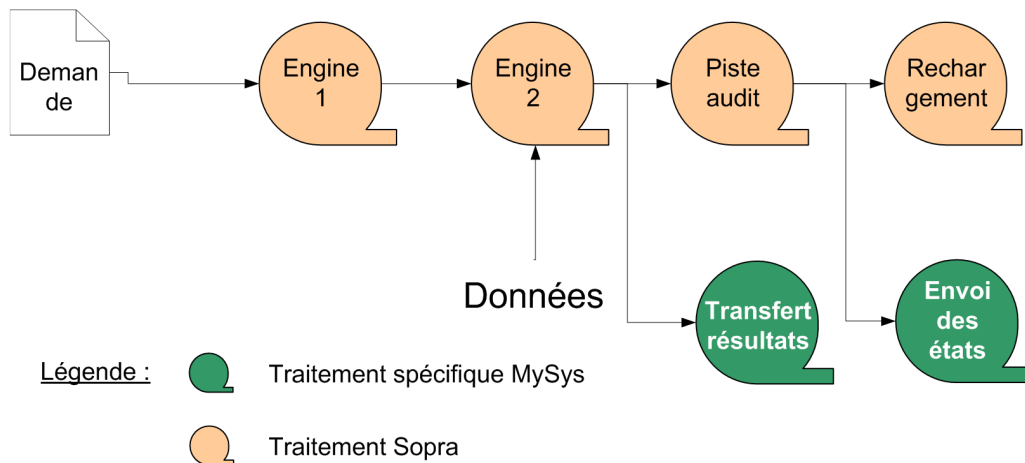 Deman
de
Engine
1
Engine
2
Piste
audit
Rechar
gement
Données
Transfert
résultats
Envoi
des
états
Légende :
Traitement spécifique MySys
Traitement Sopra